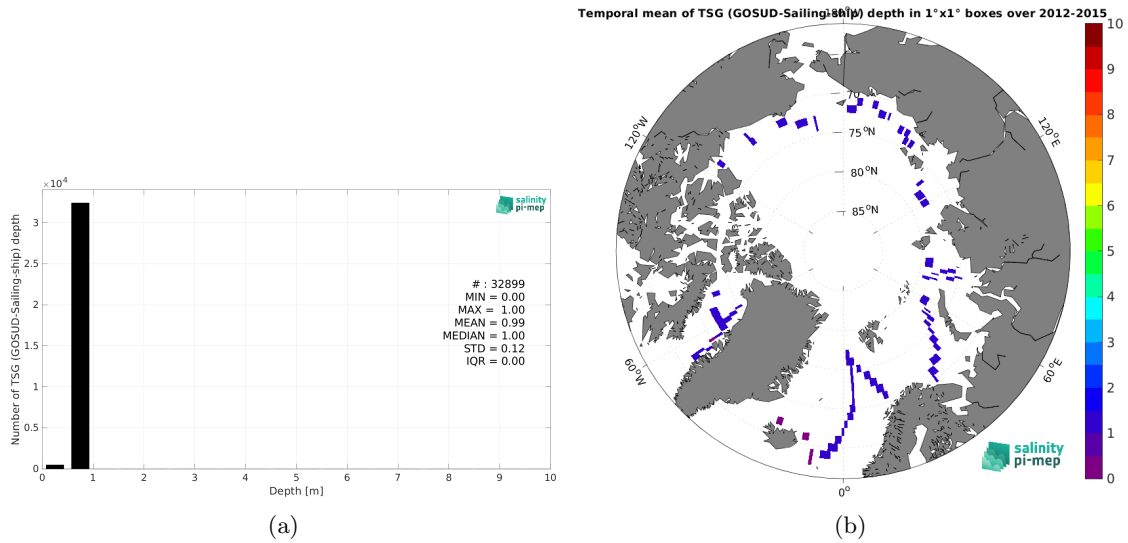 ×10⁴
3
2.5
2
1.5
1
0.5
0
Number of TSG (GOSUD-Sailing-ship) depth
0 1 2 3 4 5 6 7 8 9 10
Depth [m]
salinity
pi-mep
# : 32899
MIN = 0.00
MAX = 1.00
MEAN = 0.99
MEDIAN = 1.00
STD = 0.12
IQR = 0.00
(a)
Temporal mean of TSG (GOSUD-Sailing-ship) depth in 1°x1° boxes over 2012-2015
180°W
120°W
120°E
60°W
60°E
0°
70
75°N
80°N
85°N
10
9
8
7
6
5
4
3
2
1
0
salinity
pi-mep
(b)